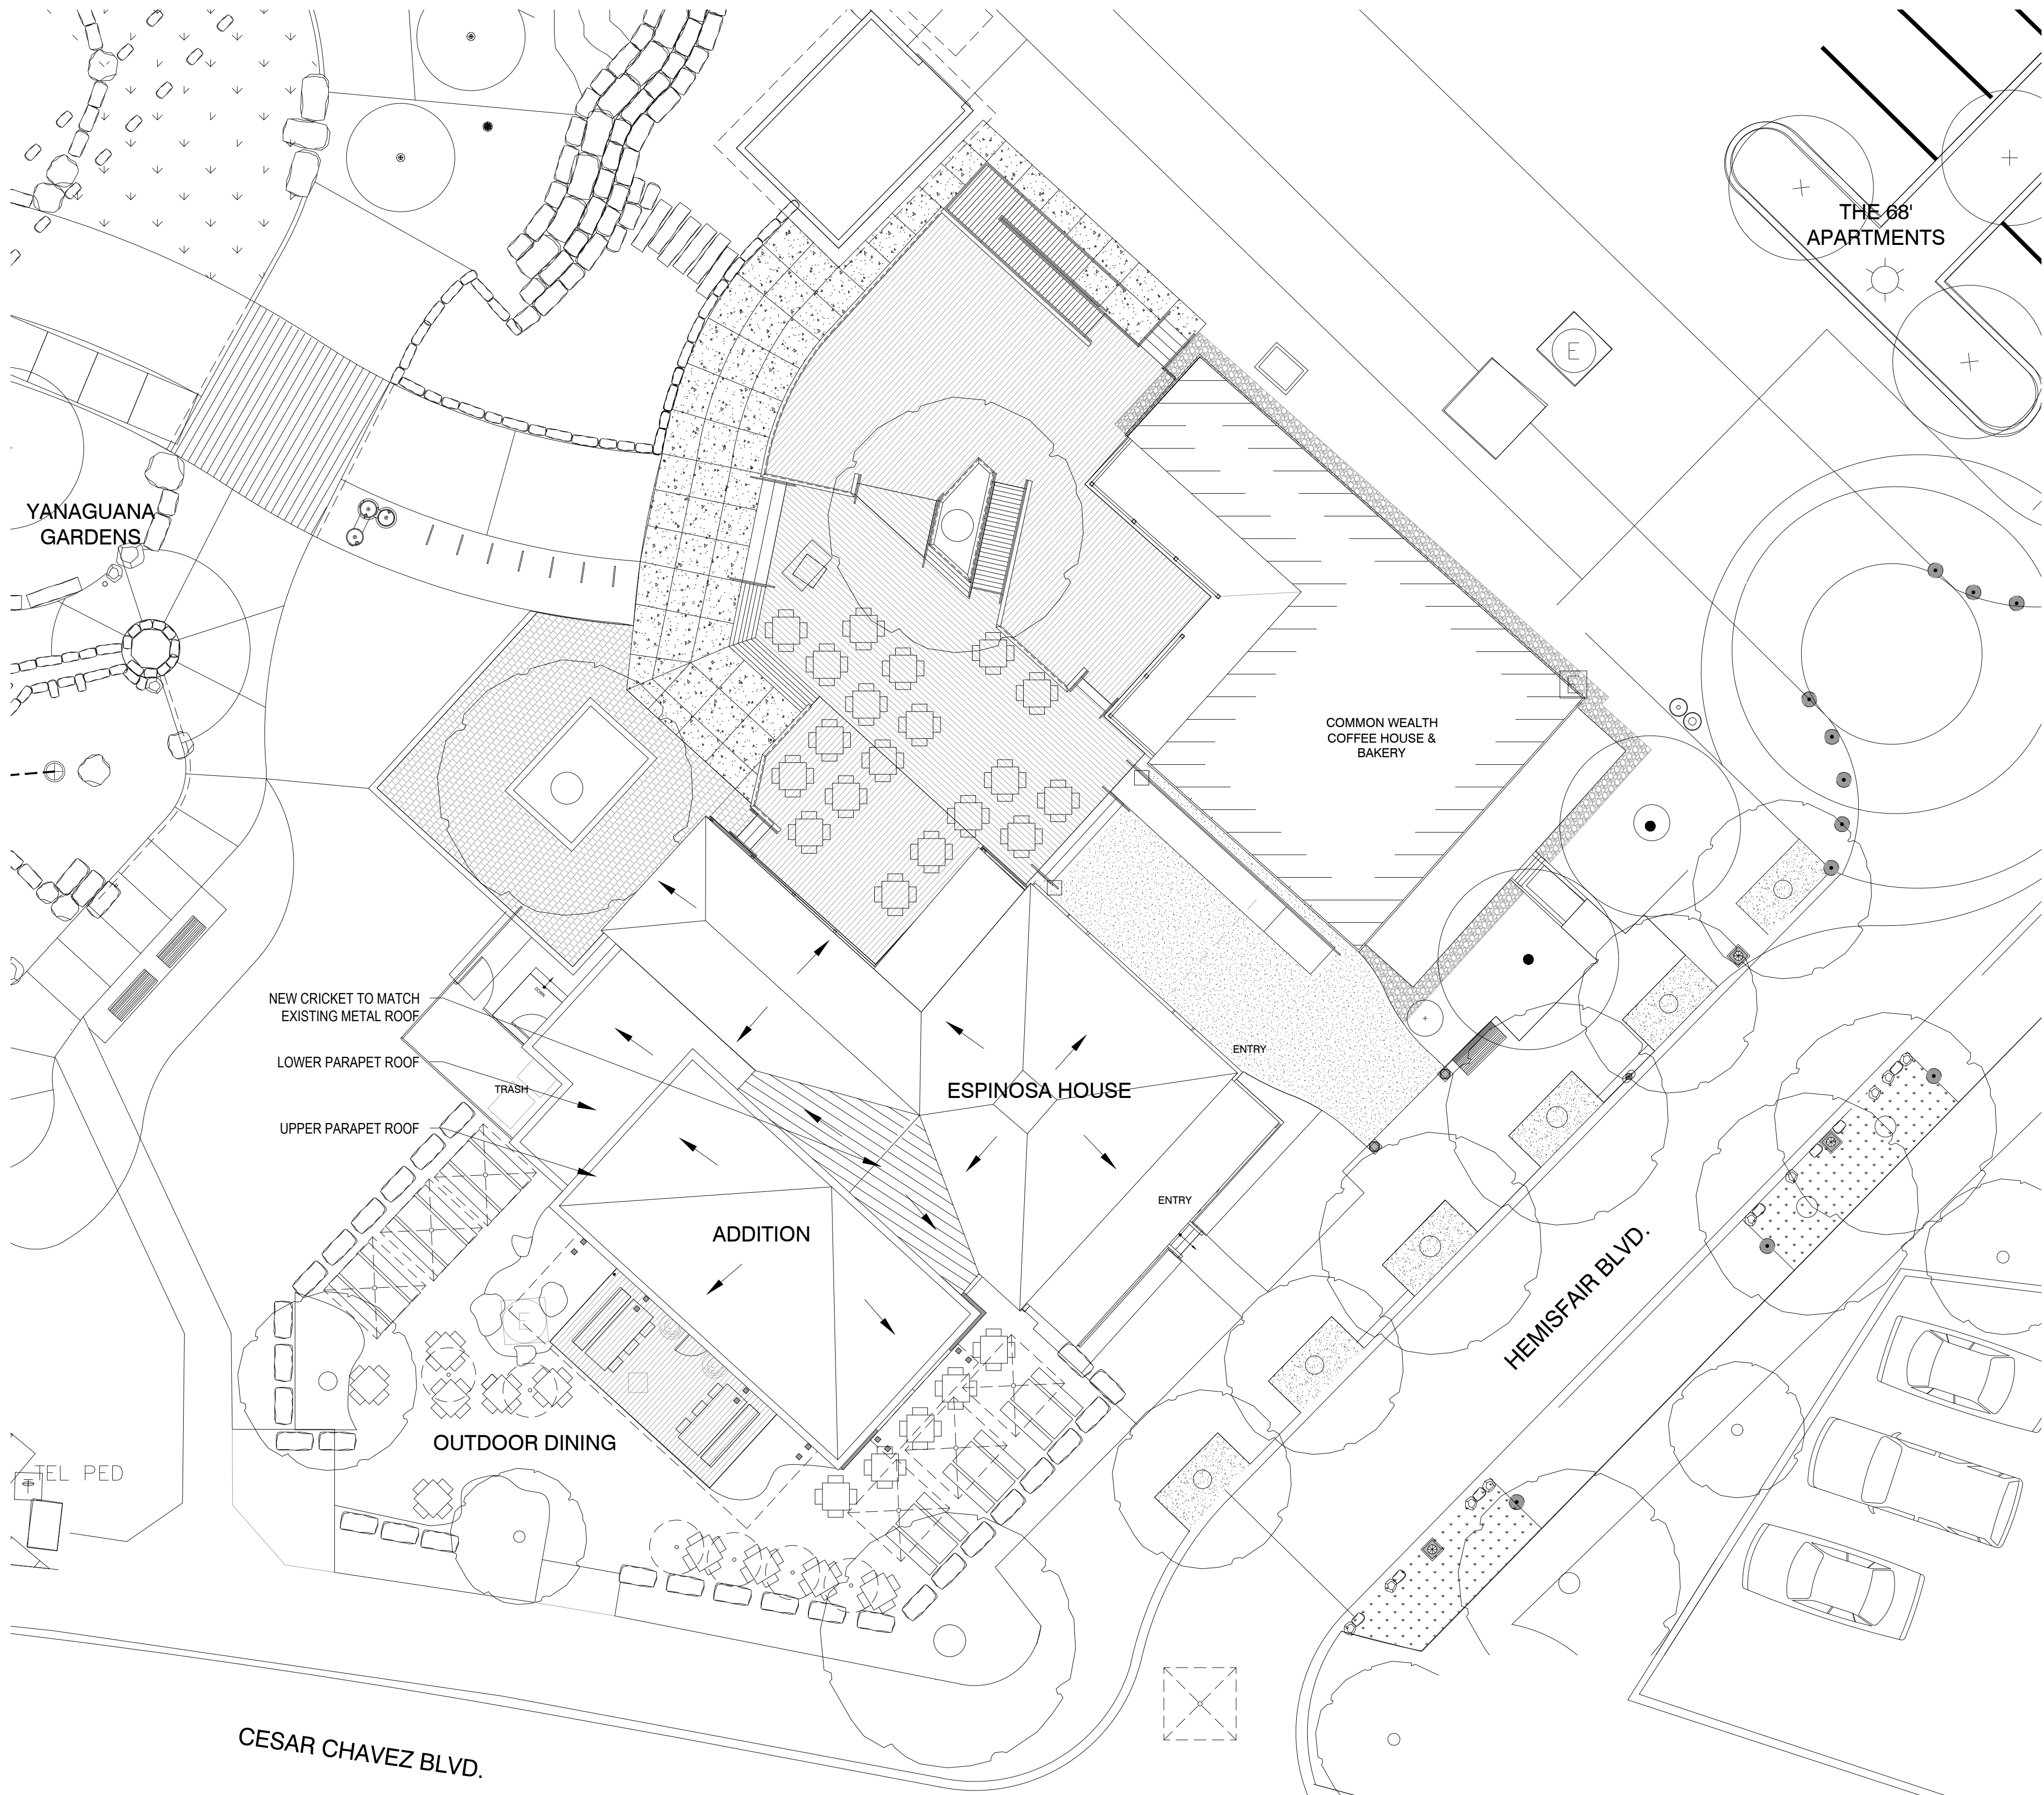 THE 68'
APARTMENTS
E
YANAGUANA
GARDENS
COMMON WEALTH
COFFEE HOUSE &
BAKERY
DOWN
NEW CRICKET TO MATCH
EXISTING METAL ROOF
LOWER PARAPET ROOF
TRASH
UPPER PARAPET ROOF
ENTRY
ESPINOSA HOUSE
ENTRY
ADDITION
HEMISFAIR BLVD.
E
OUTDOOR DINING
TEL PED
CESAR CHAVEZ BLVD.